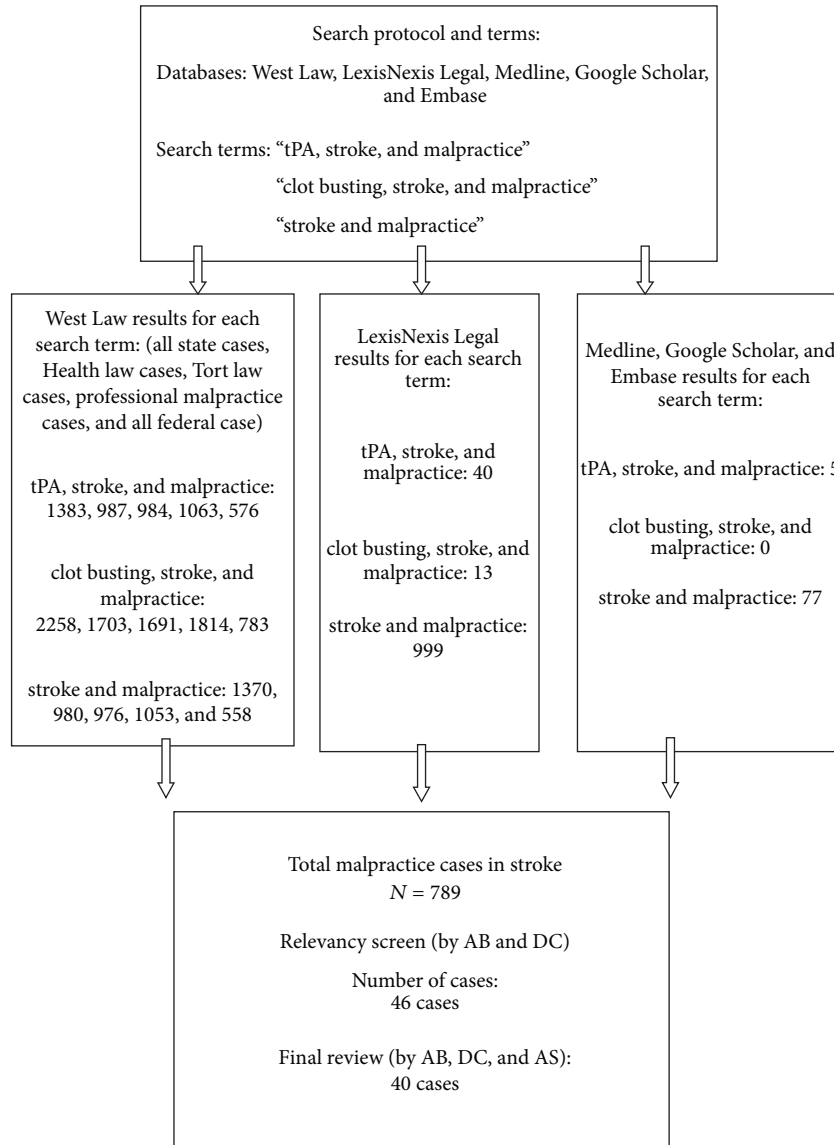 Search protocol and terms:
Databases: West Law, LexisNexis Legal, Medline, Google Scholar,
and Embase
Search terms: “tPA, stroke, and malpractice”
“clot busting, stroke, and malpractice”
“stroke and malpractice”
West Law results for each
search term: (all state cases,
Health law cases, Tort law
cases, professional malpractice
cases, and all federal case)
tPA, stroke, and malpractice:
1383, 987, 984, 1063, 576
clot busting, stroke, and
malpractice:
2258, 1703, 1691, 1814, 783
stroke and malpractice: 1370,
980, 976, 1053, and 558
LexisNexis Legal
results for each search
term:
tPA, stroke, and
malpractice: 40
clot busting, stroke, and
malpractice: 13
stroke and malpractice:
999
Medline, Google Scholar, and
Embase results for each
search term:
tPA, stroke, and malpractice:
clot busting, stroke, and
malpractice: 0
stroke and malpractice: 77
Total malpractice cases in stroke
N = 789
Relevancy screen (by AB and DC)
Number of cases:
46 cases
Final review (by AB, DC, and AS):
40 cases